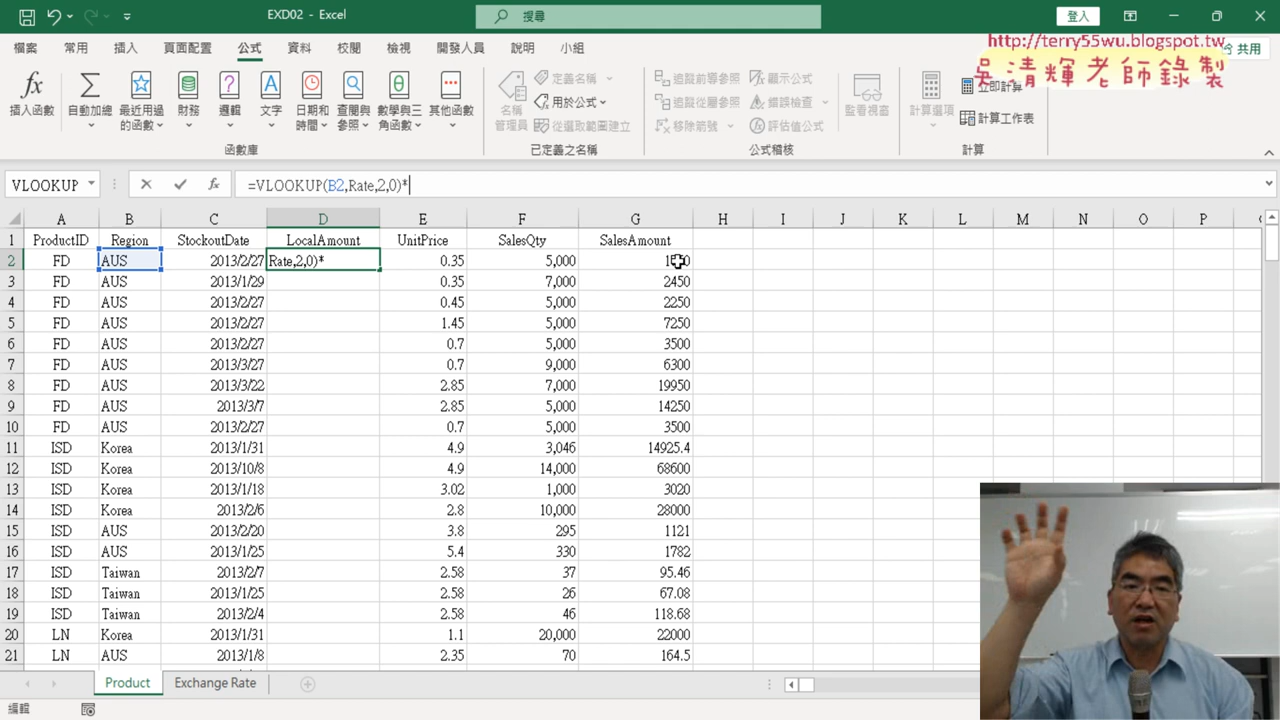 EXD02 - Excel
搜尋
登入
檔案 常用 插入 頁面配置 公式 資料 校閱 檢視 開發人員 說明 小組
共用
http://terry55wu.blogspot.tw
吳清輝老師錄製
插入函數
自動加總
最近用過的函數
財務
邏輯
文字
日期和時間
查閱與參照
數學與三角函數
其他函數
函數庫
名稱管理員
定義名稱
用於公式
從選取範圍建立
已定義之名稱
追蹤前導參照
追蹤從屬參照
移除箭號
顯示公式
錯誤檢查
評估值公式
監看視窗
公式稽核
計算選項
立即計算
計算工作表
計算
VLOOKUP
=VLOOKUP(B2,Rate,2,0)*
A B C D E F G H I J K L M N O P
1 ProductID Region StockoutDate LocalAmount UnitPrice SalesQty SalesAmount
2 FD AUS 2013/2/27 Rate,2,0)* 0.35 5,000
3 FD AUS 2013/1/29 0.35 7,000 2450
4 FD AUS 2013/2/27 0.45 5,000 2250
5 FD AUS 2013/2/27 1.45 5,000 7250
6 FD AUS 2013/2/27 0.7 5,000 3500
7 FD AUS 2013/3/27 0.7 9,000 6300
8 FD AUS 2013/3/22 2.85 7,000 19950
9 FD AUS 2013/3/7 2.85 5,000 14250
10 FD AUS 2013/2/27 0.7 5,000 3500
11 ISD Korea 2013/1/31 4.9 3,046 14925.4
12 ISD Korea 2013/10/8 4.9 14,000 68600
13 ISD Korea 2013/1/18 3.02 1,000 3020
14 ISD Korea 2013/2/6 2.8 10,000 28000
15 ISD AUS 2013/2/20 3.8 295 1121
16 ISD AUS 2013/1/25 5.4 330 1782
17 ISD Taiwan 2013/2/7 2.58 37 95.46
18 ISD Taiwan 2013/1/25 2.58 26 67.08
19 ISD Taiwan 2013/2/4 2.58 46 118.68
20 LN Korea 2013/1/31 1.1 20,000 22000
21 LN AUS 2013/1/8 2.35 70 164.5
Product Exchange Rate
編輯